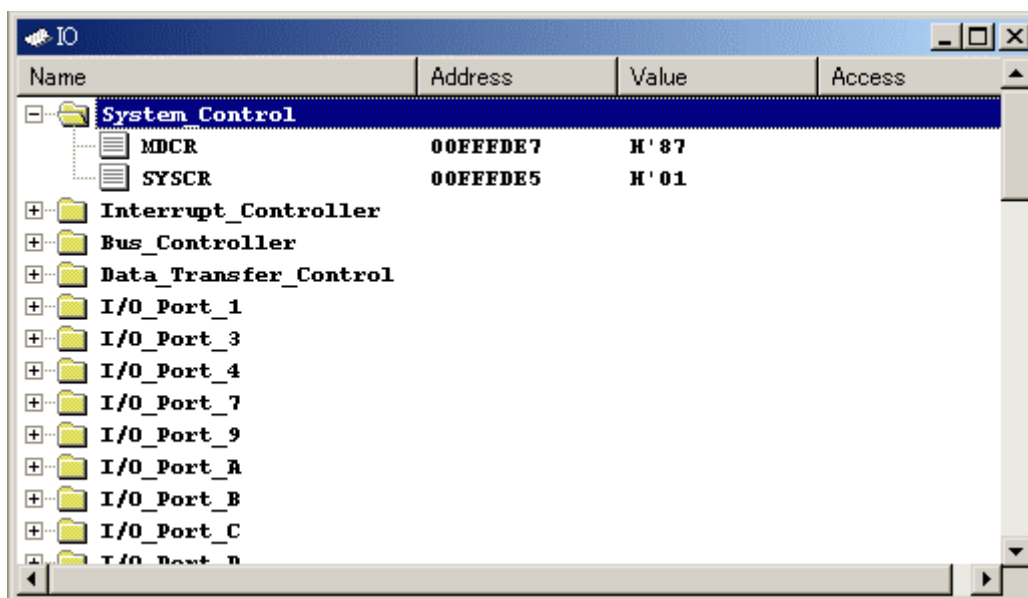 IO
Name Address Value Access
System_Control
MDCR 00FFFDE7 H'87
SYSCR 00FFFDE5 H'01
Interrupt_Controller
Bus_Controller
Data_Transfer_Control
I/O_Port_1
I/O_Port_3
I/O_Port_4
I/O_Port_7
I/O_Port_9
I/O_Port_A
I/O_Port_B
I/O_Port_C